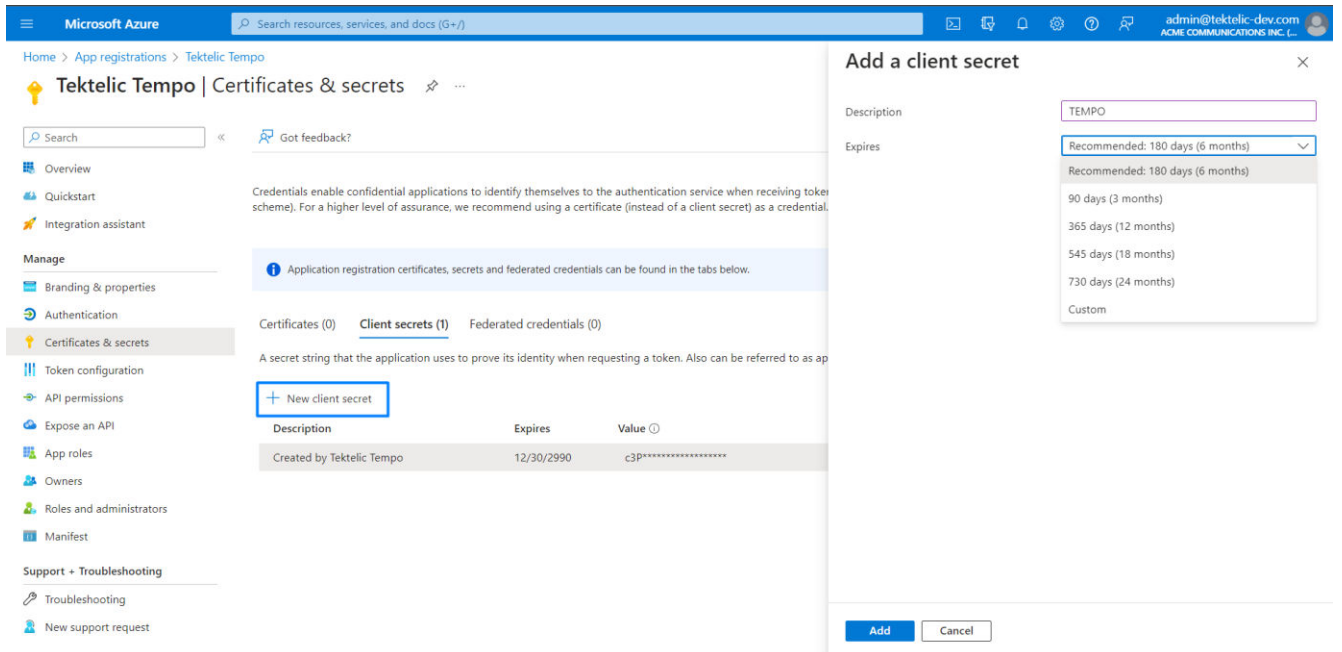 Microsoft Azure
Search resources, services, and docs (G+/)
admin@tektelic-dev.com
ACME COMMUNICATIONS INC. (...
Home > App registrations > Tektelic Tempo
Tektelic Tempo | Certificates & secrets
Search
Overview
Quickstart
Integration assistant
Manage
Branding & properties
Authentication
Certificates & secrets
Token configuration
API permissions
Expose an API
App roles
Owners
Roles and administrators
Manifest
Support + Troubleshooting
Troubleshooting
New support request
Got feedback?
Credentials enable confidential applications to identify themselves to the authentication service when receiving toker
scheme). For a higher level of assurance, we recommend using a certificate (instead of a client secret) as a credential.
Application registration certificates, secrets and federated credentials can be found in the tabs below.
Certificates (0) Client secrets (1) Federated credentials (0)
A secret string that the application uses to prove its identity when requesting a token. Also can be referred to as ap
+ New client secret
Description Expires Value
Created by Tektelic Tempo 12/30/2990 c3P******************
Add a client secret
Description TEMPO
Expires Recommended: 180 days (6 months)
Recommended: 180 days (6 months)
90 days (3 months)
365 days (12 months)
545 days (18 months)
730 days (24 months)
Custom
Add Cancel